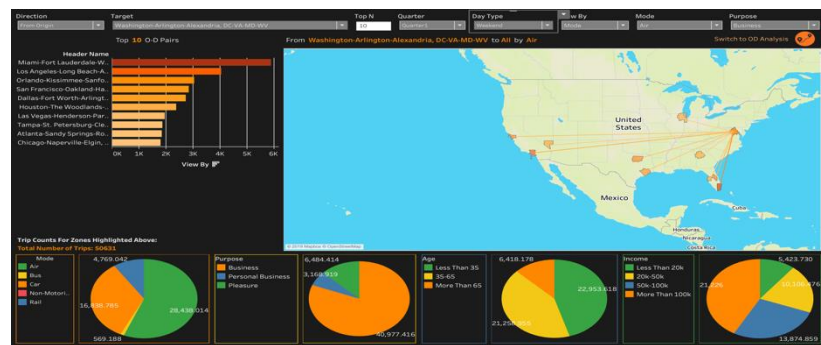 Direction Target Top N Quarter Day Type View By Mode Purpose
From Origin Washington-Arlington-Alexandria, DC-VA-MD-WV 10 Quarter1 Weekend Mode Air Business
Top 10 O-D Pairs From Washington-Arlington-Alexandria, DC-VA-MD-WV to All by Air Switch to OD Analysis
Header Name
Miami-Fort Lauderdale-W..
Los Angeles-Long Beach-A..
Orlando-Kissimmee-Sanfo..
San Francisco-Oakland-Ha..
Dallas-Fort Worth-Arlingt..
Houston-The Woodlands-..
Las Vegas-Henderson-Par..
Tampa-St. Petersburg-Cle..
Atlanta-Sandy Springs-Ro..
Chicago-Naperville-Elgin, ..
0K 1K 2K 3K 4K 5K 6K
View By
United
States
Mexico
Cuba
Honduras
Nicaragua
Costa Rica
© 2019 Mapbox © OpenStreetMap
Trip Counts For Zones Highlighted Above:
Total Number of Trips: 50631
Mode
Air
Bus
Car
Non-Motori..
Rail
4,769.042
16,838.785
28,438.014
569.188
Purpose
Business
Personal Business
Pleasure
6,484.414
3,168.919
40,977.416
Age
Less Than 35
35-65
More Than 65
6,418.178
22,953.618
Income
Less Than 20k
20k-50k
50k-100k
More Than 100k
5,423.730
13,874.859